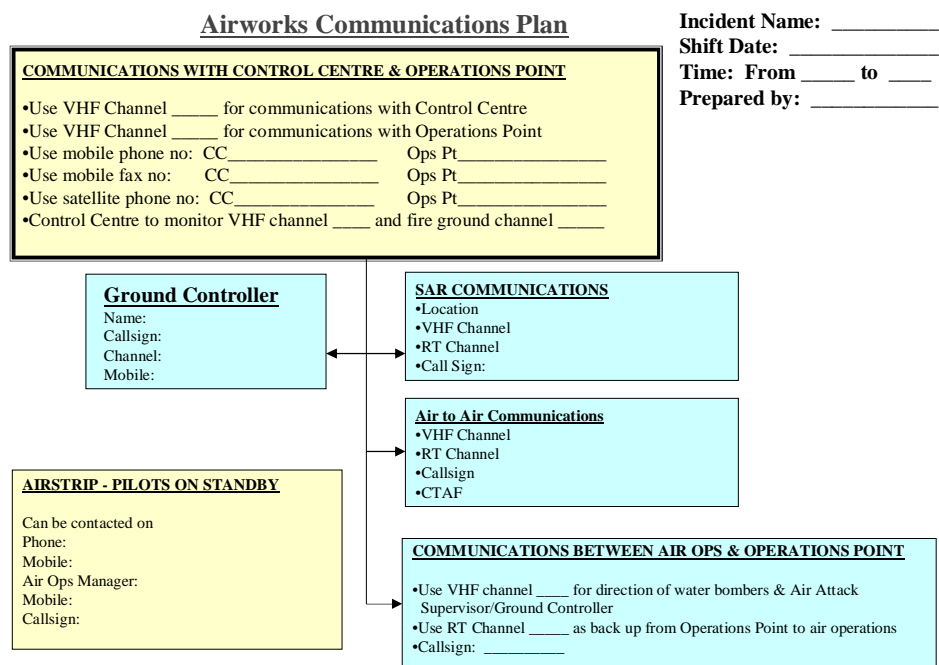 Airworks Communications Plan
Incident Name: __________
Shift Date: ______________
Time: From _____ to ____
Prepared by: ____________
COMMUNICATIONS WITH CONTROL CENTRE & OPERATIONS POINT
•Use VHF Channel _____ for communications with Control Centre
•Use VHF Channel _____ for communications with Operations Point
•Use mobile phone no: CC________________ Ops Pt________________
•Use mobile fax no: CC________________ Ops Pt________________
•Use satellite phone no: CC_______________ Ops Pt________________
•Control Centre to monitor VHF channel ____ and fire ground channel _____
Ground Controller
Name:
Callsign:
Channel:
Mobile:
SAR COMMUNICATIONS
•Location
•VHF Channel
•RT Channel
•Call Sign:
Air to Air Communications
•VHF Channel
•RT Channel
•Callsign
•CTAF
AIRSTRIP - PILOTS ON STANDBY
Can be contacted on
Phone:
Mobile:
Air Ops Manager:
Mobile:
Callsign:
COMMUNICATIONS BETWEEN AIR OPS & OPERATIONS POINT
•Use VHF channel ____ for direction of water bombers & Air Attack
Supervisor/Ground Controller
•Use RT Channel _____ as back up from Operations Point to air operations
•Callsign: __________